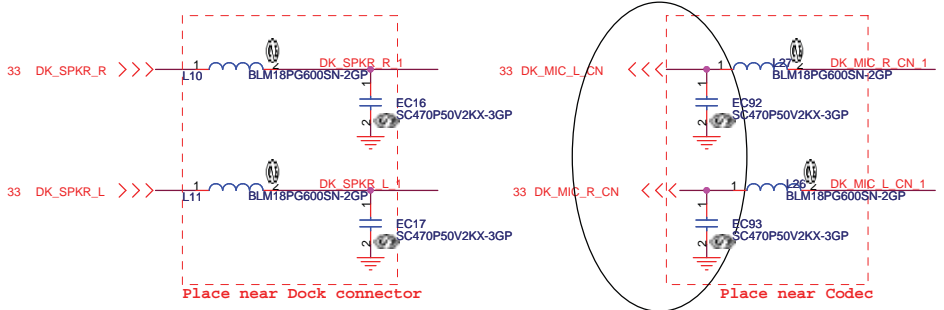 33 DK_SPKR_R
1
L10
2
DK_SPKR_R_1
BLM18PG600SN-2GP
1
2
EC16
SC470P50V2KX-3GP
33 DK_SPKR_L
1
L11
2
DK_SPKR_L_1
BLM18PG600SN-2GP
1
2
EC17
SC470P50V2KX-3GP
Place near Dock connector
33 DK_MIC_L_CN
1
L27
2
DK_MIC_R_CN_1
BLM18PG600SN-2GP
1
2
EC92
SC470P50V2KX-3GP
33 DK_MIC_R_CN
1
L26
2
DK_MIC_L_CN_1
BLM18PG600SN-2GP
1
2
EC93
SC470P50V2KX-3GP
Place near Codec